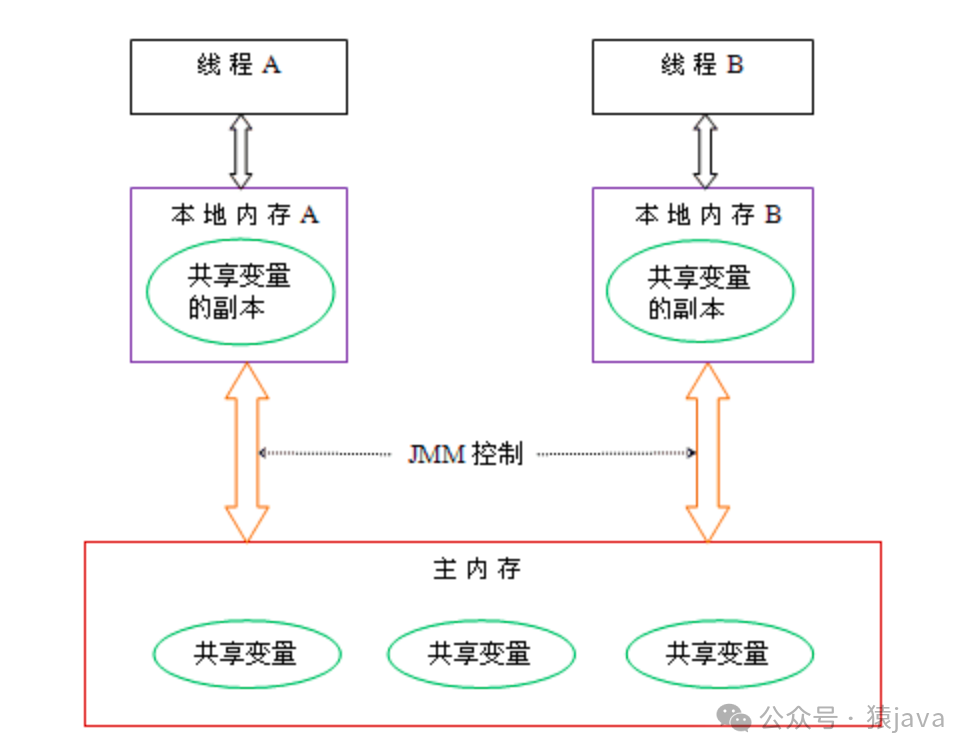 线程 A
线程 B
本地内存 A
本地内存 B
共享变量
的副本
共享变量
的副本
JMM 控制
主内存
共享变量
共享变量
共享变量
公众号 · 猿java